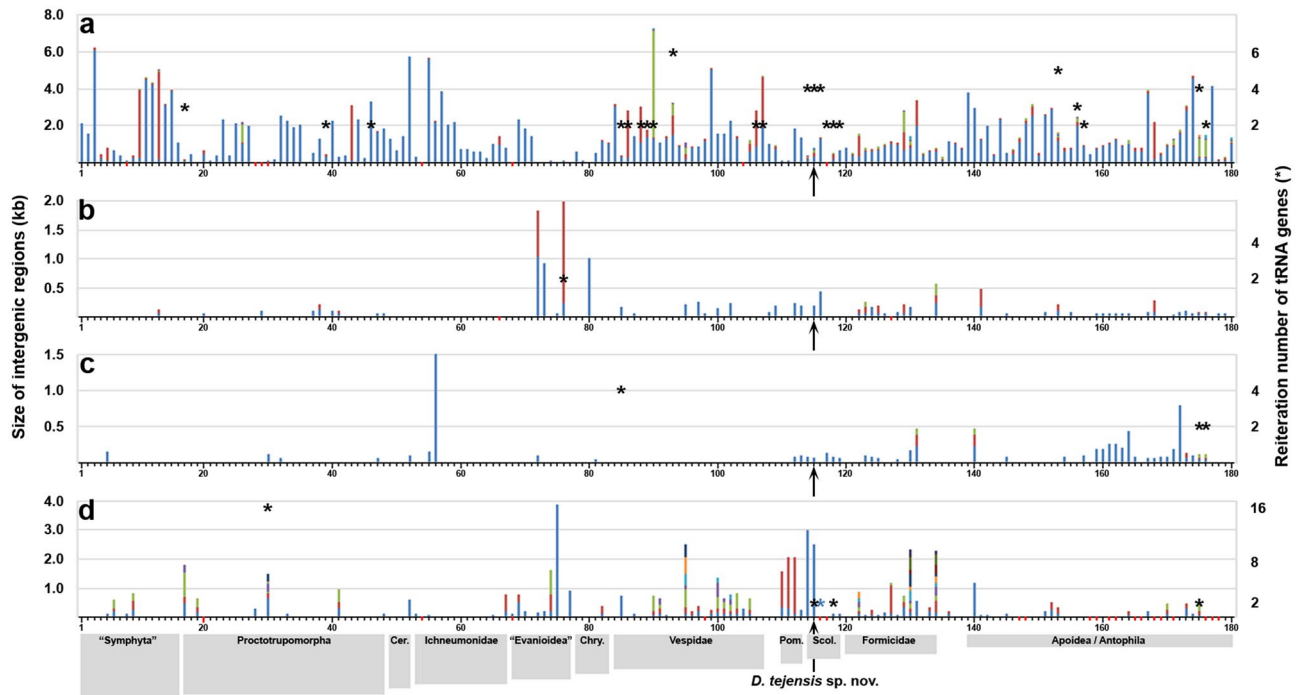 a
8.0
6.0
4.0
2.0
6
4
2
* * * * * * * * * * * * * * * * * * * * * * *
1 20 40 60 80 100 120 140 160 180
b
2.0
1.5
1.0
0.5
4
2
*
1 20 40 60 80 100 120 140 160 180
c
1.5
1.0
0.5
4
2
* * *
1 20 40 60 80 100 120 140 160 180
d
4.0
3.0
2.0
1.0
16
8
2
* * * * *
1 20 40 60 80 100 120 140 160 180
Size of intergenic regions (kb)
Reiteration number of tRNA genes (*)
“Symphyta” Proctotrupomorpha Cer. Ichneumonidae “Evanioidea” Chry. Vespidae Pom. Scol. Formicidae Apoidea / Antophila
D. tejensis sp. nov.